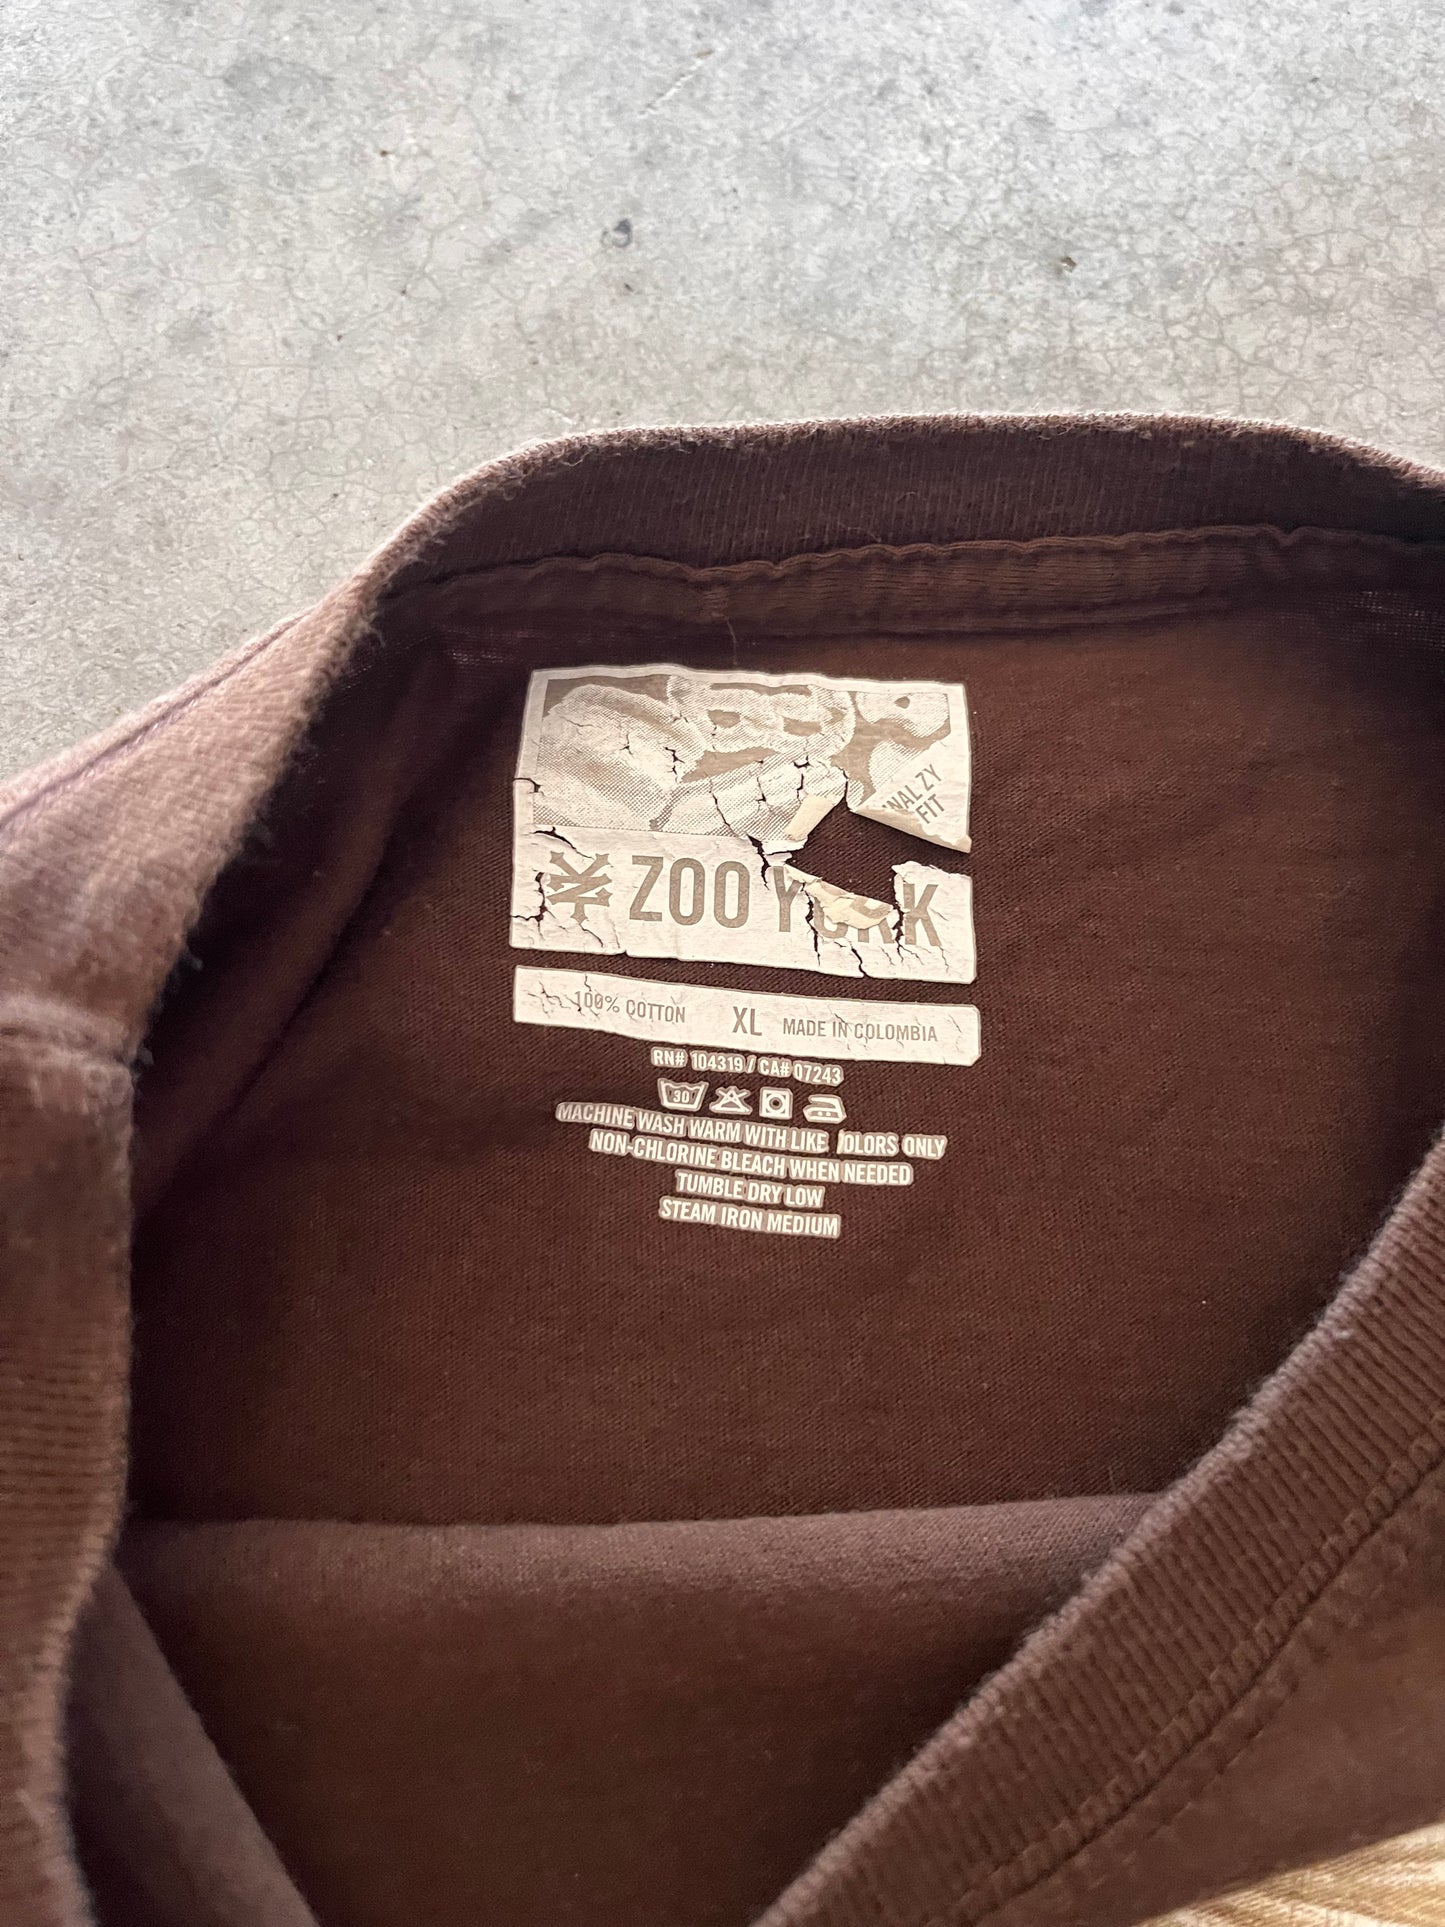 ZY
FIT
ZOO YORK
100% COTTON XL MADE IN COLOMBIA
RN# 104319 / CA# 07243
30
MACHINE WASH WARM WITH LIKE OLORS ONLY
NON-CHLORINE BLEACH WHEN NEEDED
TUMBLE DRY LOW
STEAM IRON MEDIUM